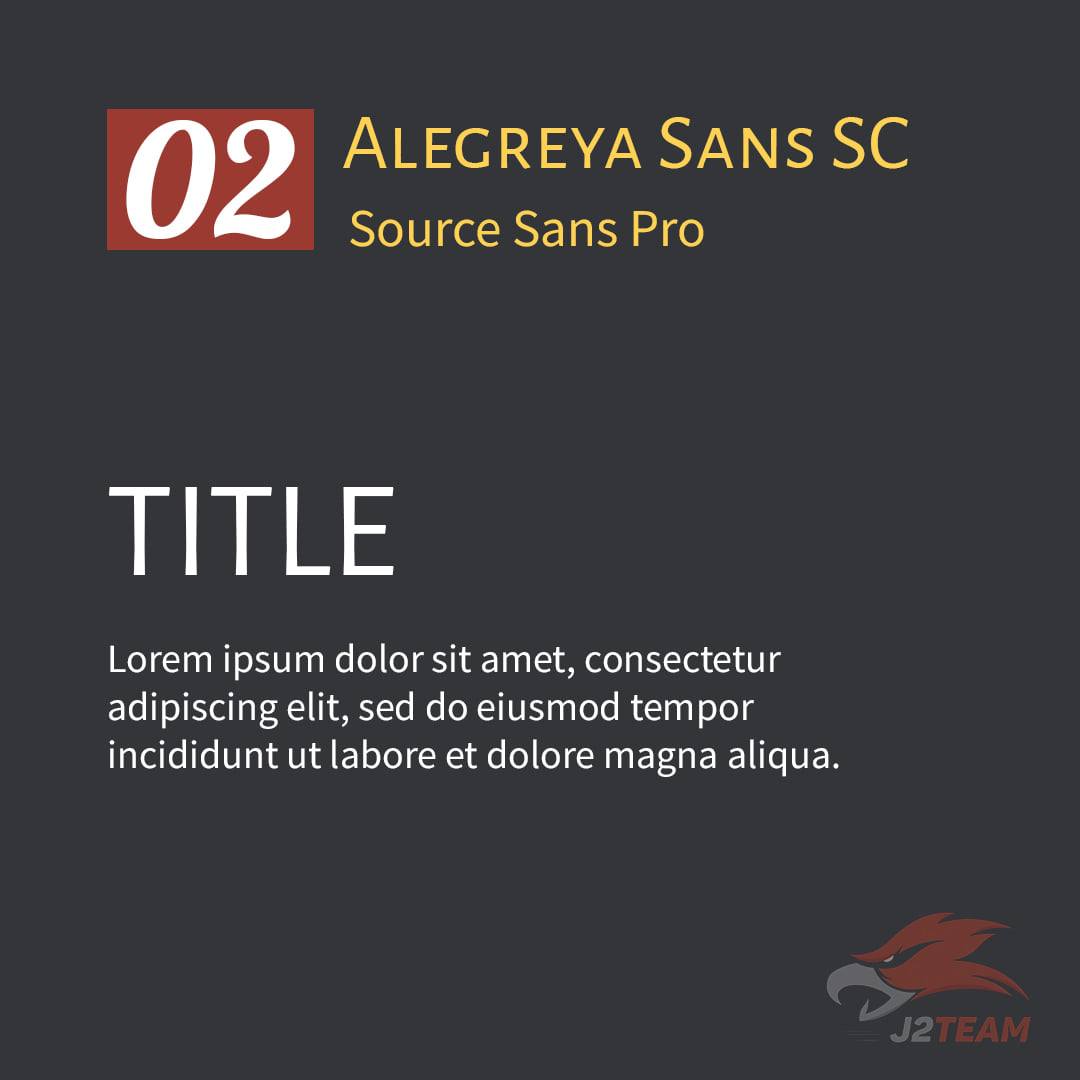 02
Alegreya Sans SC
Source Sans Pro
TITLE
Lorem ipsum dolor sit amet, consectetur
adipiscing elit, sed do eiusmod tempor
incididunt ut labore et dolore magna aliqua.
J2TEAM